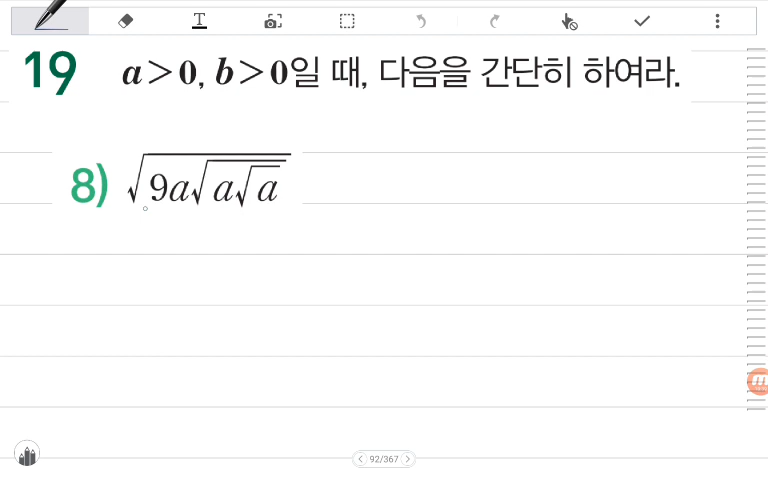 T
19 a>0, b>0일 때, 다음을 간단히 하여라.
8) √(9a√(a√a))
92/367